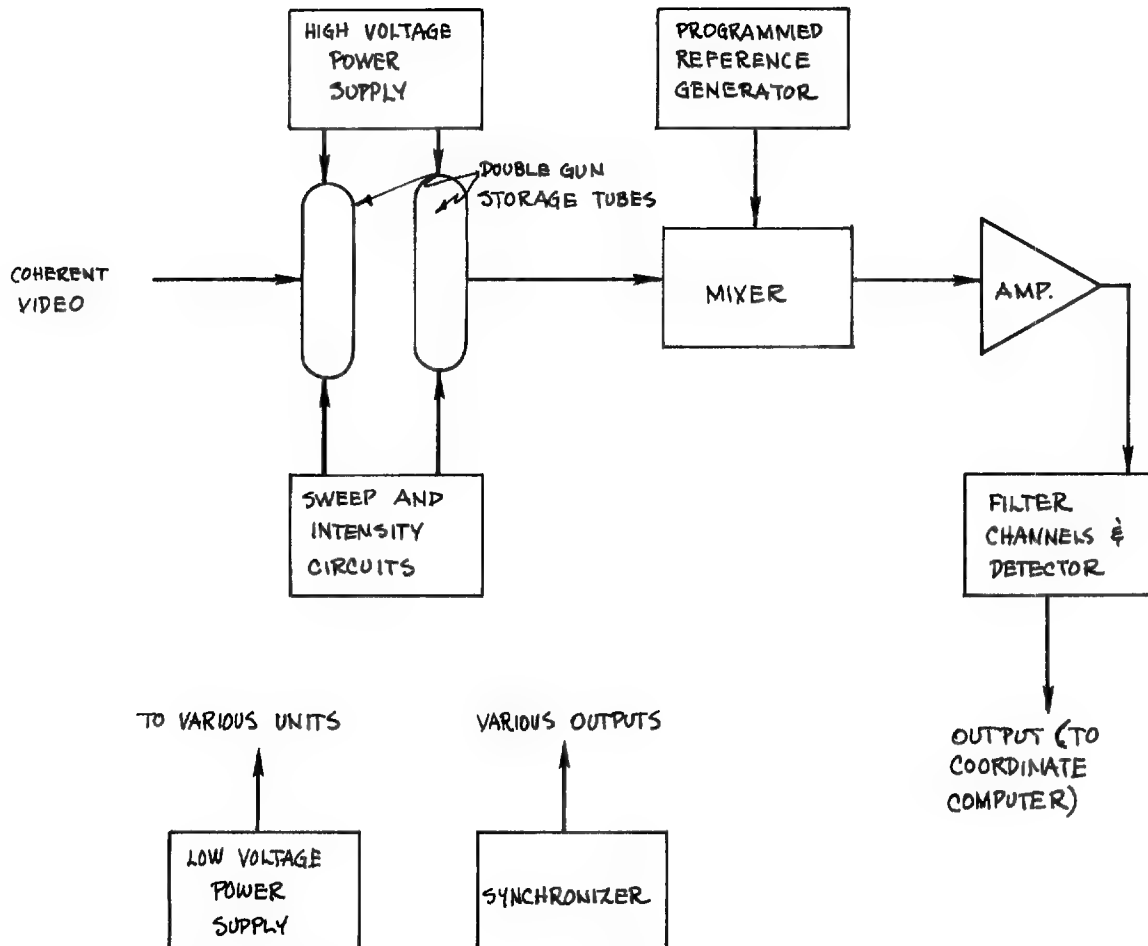 HIGH VOLTAGE
POWER
SUPPLY
PROGRAMMED
REFERENCE
GENERATOR
DOUBLE GUN
STORAGE TUBES
COHERENT
VIDEO
MIXER
AMP.
SWEEP AND
INTENSITY
CIRCUITS
FILTER
CHANNELS &
DETECTOR
TO VARIOUS UNITS
VARIOUS OUTPUTS
OUTPUT (TO
COORDINATE
COMPUTER)
LOW VOLTAGE
POWER
SUPPLY
SYNCHRONIZER